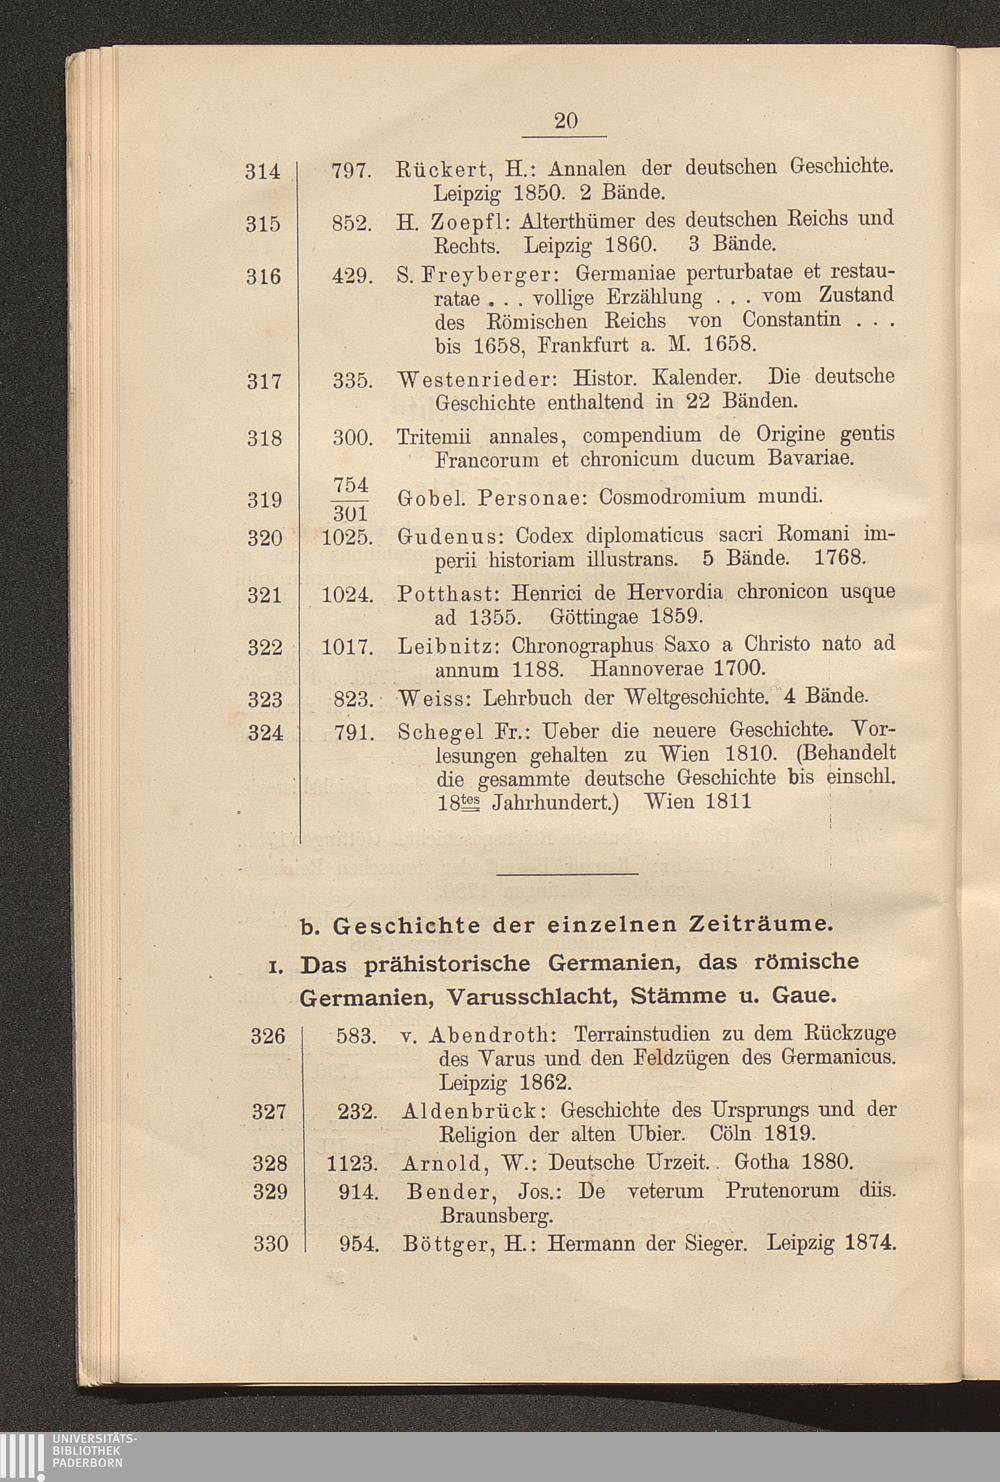 20
314 797. Rückert, H.: Annalen der deutschen Geschichte.
Leipzig 1850. 2 Bände.
315 852. H. Zoepfl: Alterthümer des deutschen Reichs und
Rechts. Leipzig 1860. 3 Bände.
316 429. S. Freyberger: Germaniae perturbatae et restau-
ratae . . . vollige Erzählung . . . vom Zustand
des Römischen Reichs von Constantin . . .
bis 1658, Frankfurt a. M. 1658.
317 335. Westenrieder: Histor. Kalender. Die deutsche
Geschichte enthaltend in 22 Bänden.
318 300. Tritemii annales, compendium de Origine gentis
Francorum et chronicum ducum Bavariae.
319 754/301 Gobel. Personae: Cosmodromium mundi.
320 1025. Gudenus: Codex diplomaticus sacri Romani im-
perii historiam illustrans. 5 Bände. 1768.
321 1024. Potthast: Henrici de Hervordia chronicon usque
ad 1355. Göttingae 1859.
322 1017. Leibnitz: Chronographus Saxo a Christo nato ad
annum 1188. Hannoverae 1700.
323 823. Weiss: Lehrbuch der Weltgeschichte. 4 Bände.
324 791. Schegel Fr.: Ueber die neuere Geschichte. Vor-
lesungen gehalten zu Wien 1810. (Behandelt
die gesammte deutsche Geschichte bis einschl.
18tes Jahrhundert.) Wien 1811
b. Geschichte der einzelnen Zeiträume.
1. Das prähistorische Germanien, das römische
Germanien, Varusschlacht, Stämme u. Gaue.
326 583. v. Abendroth: Terrainstudien zu dem Rückzuge
des Varus und den Feldzügen des Germanicus.
Leipzig 1862.
327 232. Aldenbrück: Geschichte des Ursprungs und der
Religion der alten Ubier. Cöln 1819.
328 1123. Arnold, W.: Deutsche Urzeit. Gotha 1880.
329 914. Bender, Jos.: De veterum Prutenorum diis.
Braunsberg.
330 954. Böttger, H.: Hermann der Sieger. Leipzig 1874.
UNIVERSITÄTS-
BIBLIOTHEK
PADERBORN